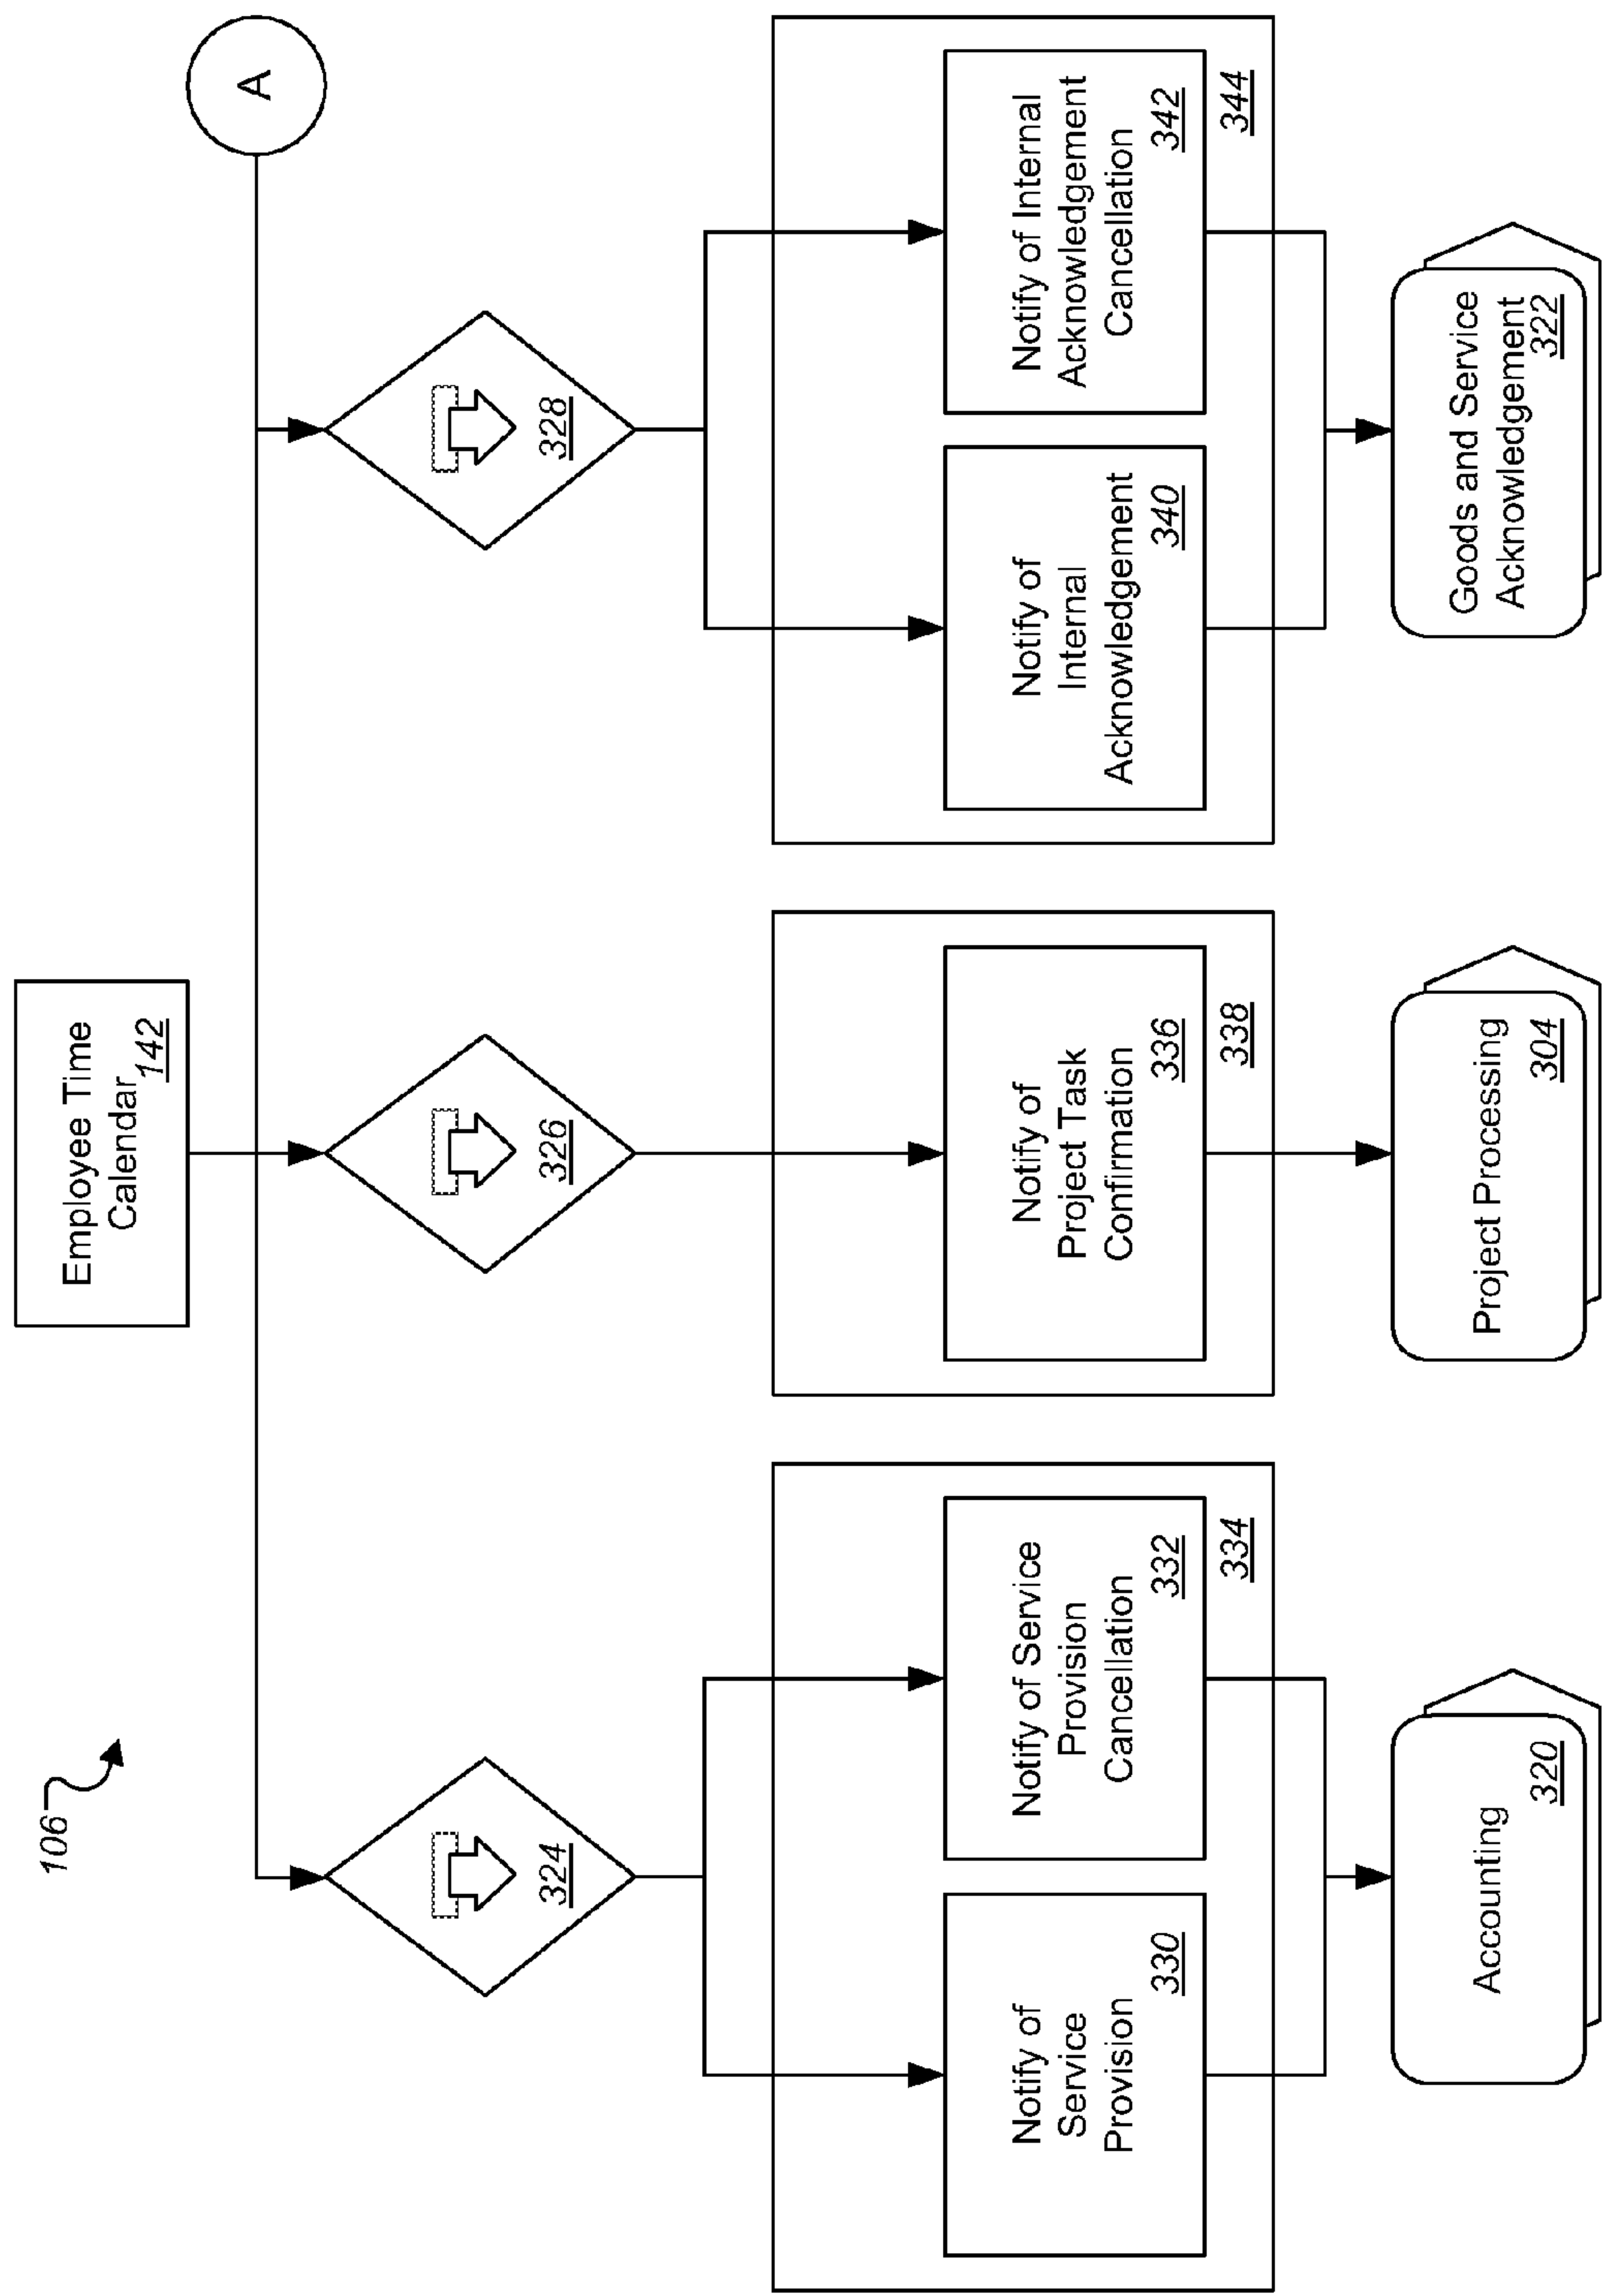 106
Employee Time
Calendar
142
A
324
326
328
Notify of
Service
Provision
330
Notify of Service
Provision
Cancellation
332
334
Notify of
Project Task
Confirmation
336
338
Notify of
Internal
Acknowledgement
340
Notify of Internal
Acknowledgement
Cancellation
342
344
Accounting
320
Project Processing
304
Goods and Service
Acknowledgement
322